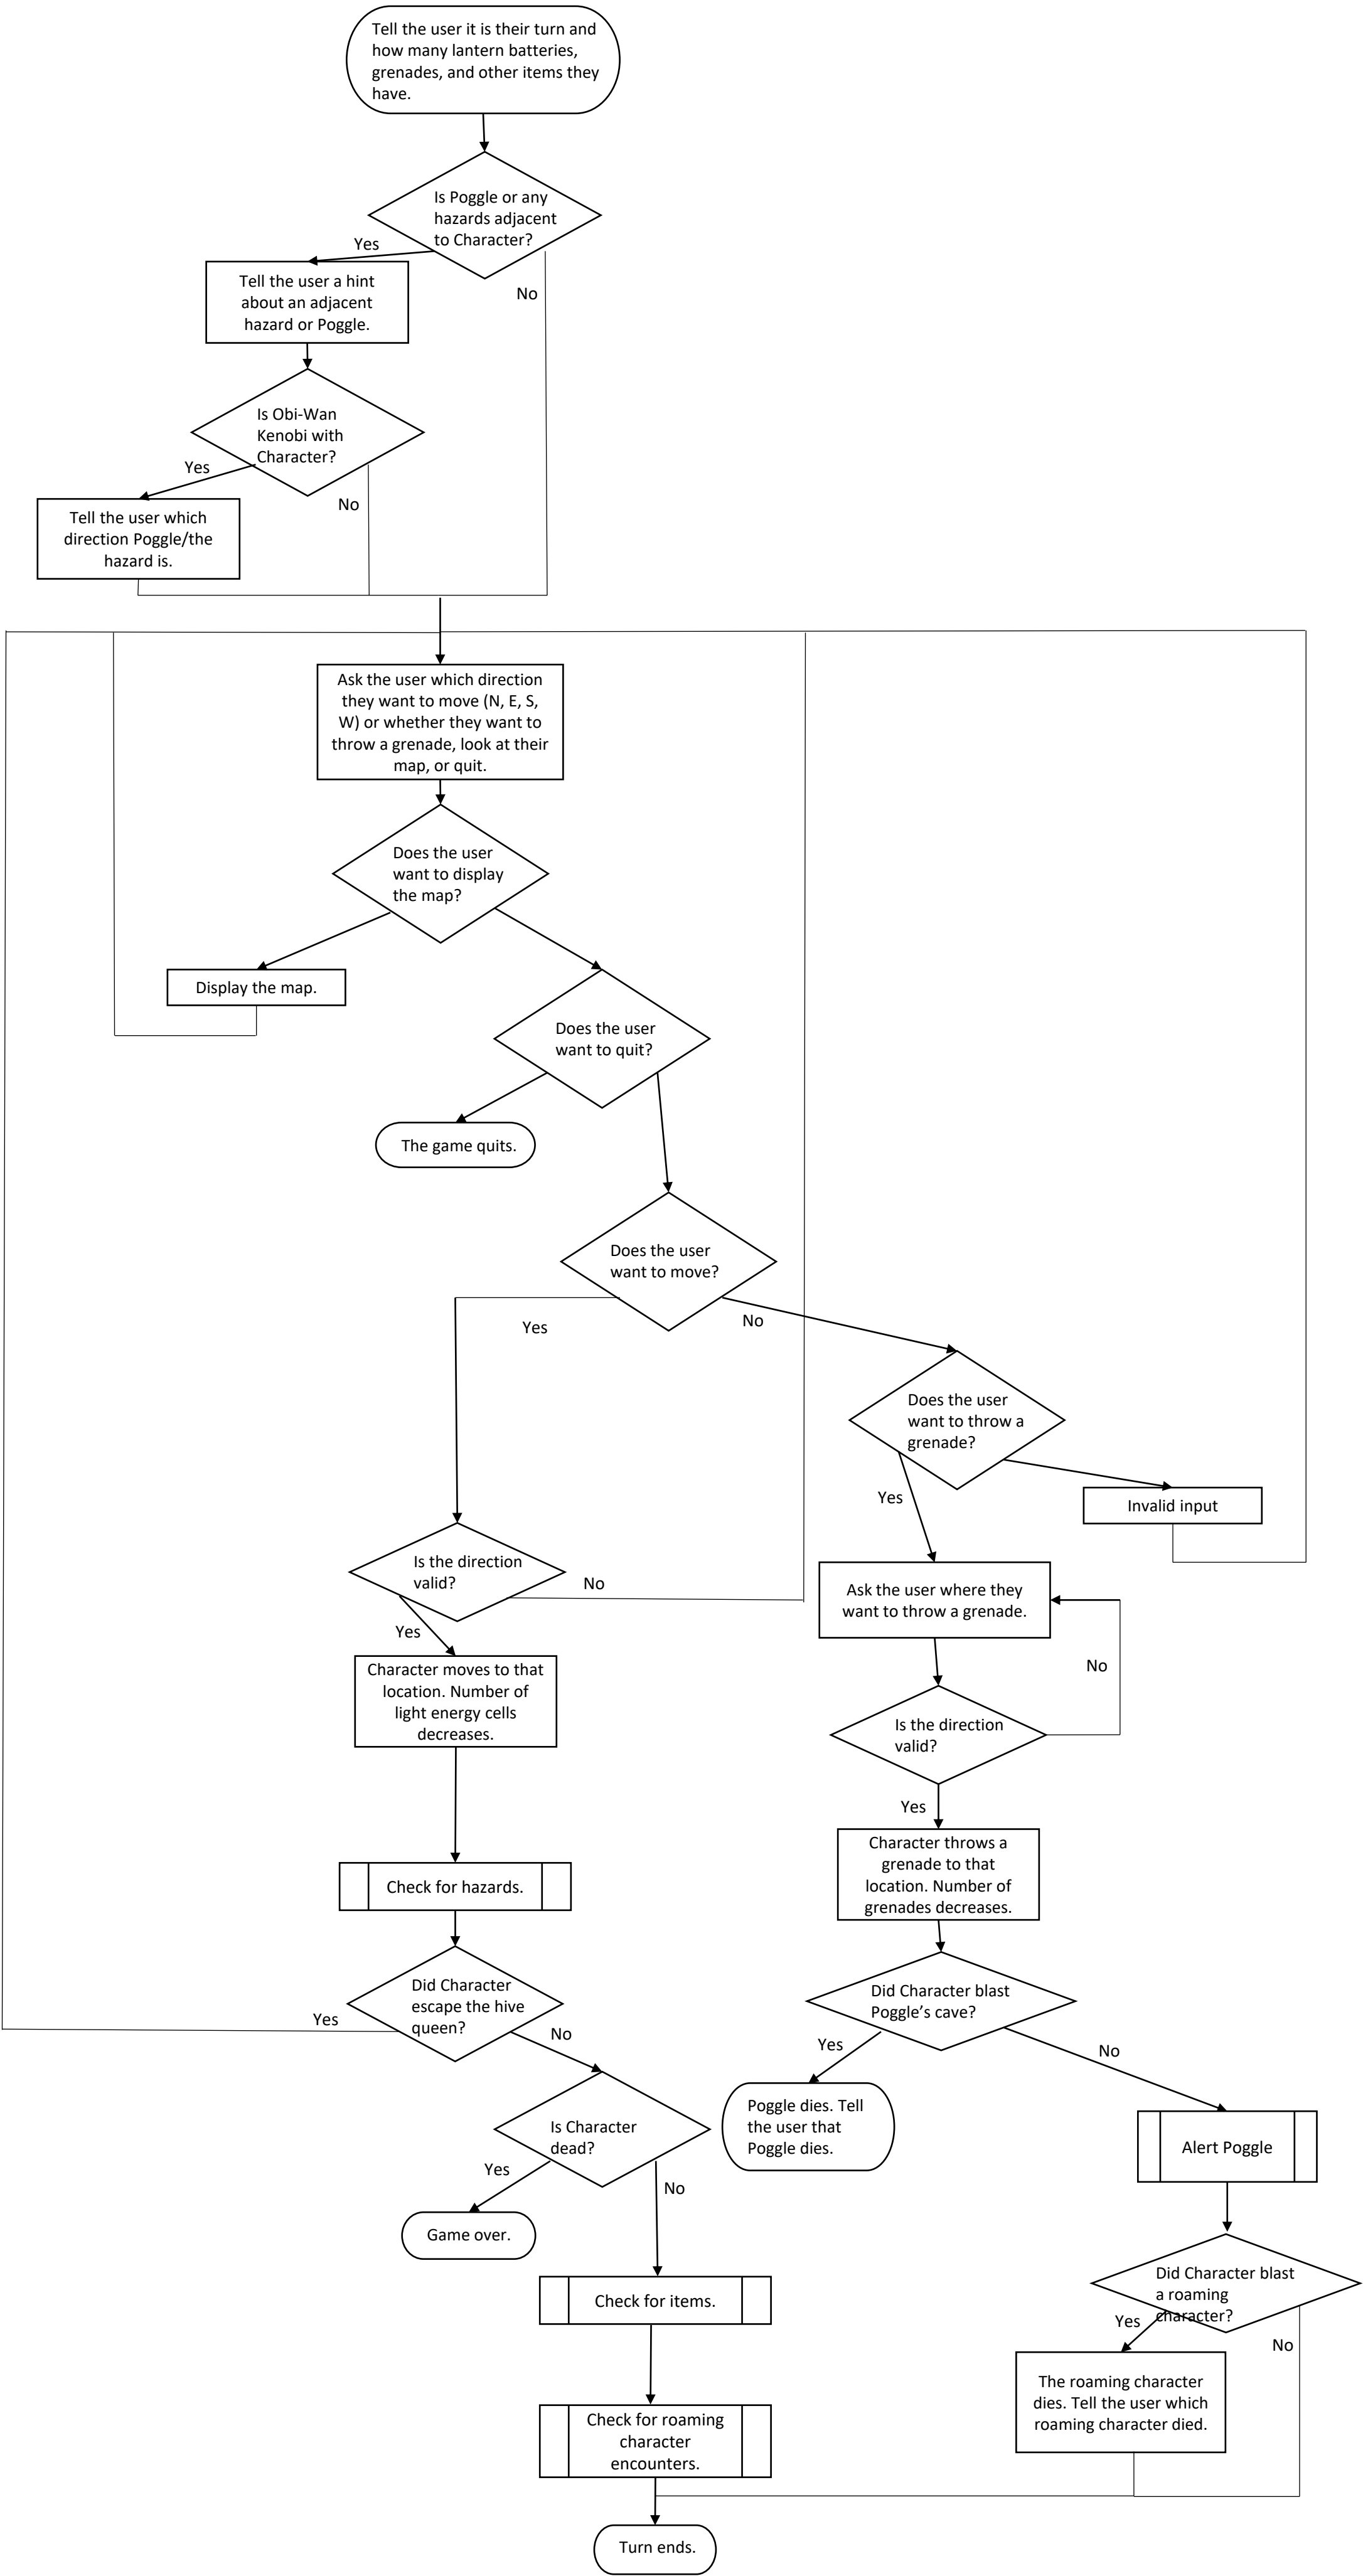 Tell the user it is their turn and
how many lantern batteries,
grenades, and other items they
have.
Is Poggle or any
hazards adjacent
to Character?
Yes
No
Tell the user a hint
about an adjacent
hazard or Poggle.
Is Obi-Wan
Kenobi with
Character?
Yes
No
Tell the user which
direction Poggle/the
hazard is.
Ask the user which direction
they want to move (N, E, S,
W) or whether they want to
throw a grenade, look at their
map, or quit.
Does the user
want to display
the map?
Display the map.
Does the user
want to quit?
The game quits.
Does the user
want to move?
Yes
No
Does the user
want to throw a
grenade?
Yes
Invalid input
Is the direction
valid?
No
Yes
Ask the user where they
want to throw a grenade.
No
Character moves to that
location. Number of
light energy cells
decreases.
Is the direction
valid?
Yes
Character throws a
grenade to that
location. Number of
grenades decreases.
Check for hazards.
Did Character
escape the hive
queen?
Yes
No
Did Character blast
Poggle’s cave?
Yes
No
Is Character
dead?
Yes
No
Poggle dies. Tell
the user that
Poggle dies.
Alert Poggle
Game over.
Check for items.
Did Character blast
a roaming
character?
Yes
No
The roaming character
dies. Tell the user which
roaming character died.
Check for roaming
character
encounters.
Turn ends.